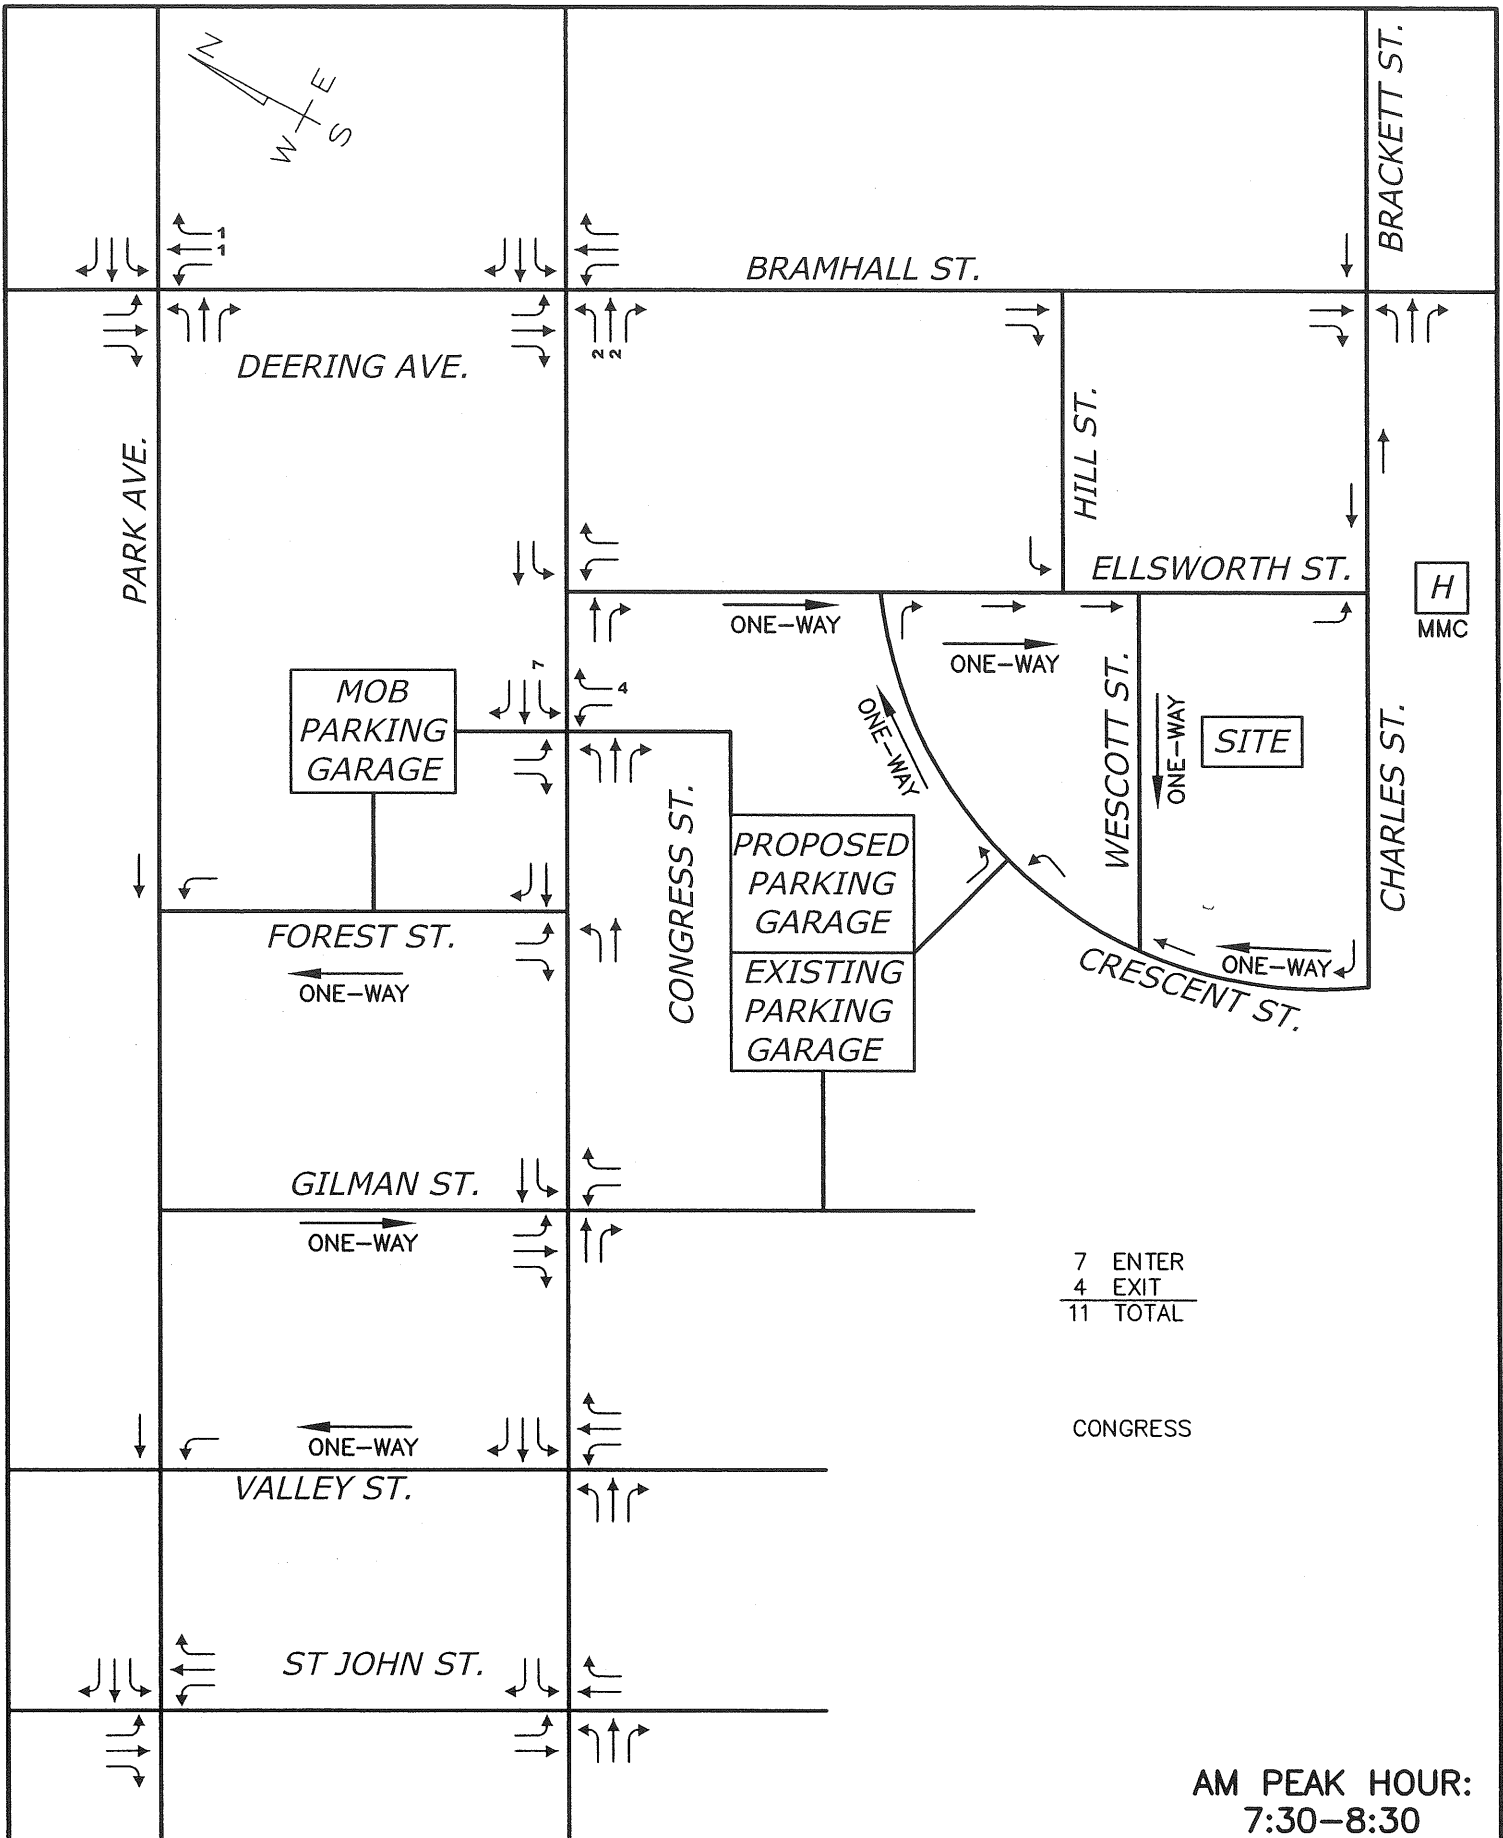 N
E
W
S
BRACKETT ST.
1
1
BRAMHALL ST.
2 2
DEERING AVE.
PARK AVE.
HILL ST.
ELLSWORTH ST.
H
MMC
ONE-WAY
ONE-WAY
7
4
MOB
PARKING
GARAGE
ONE-WAY
WESCOTT ST.
ONE-WAY
SITE
CHARLES ST.
CONGRESS ST.
PROPOSED
PARKING
GARAGE
FOREST ST.
ONE-WAY
EXISTING
PARKING
GARAGE
ONE-WAY
CRESCENT ST.
GILMAN ST.
ONE-WAY
7 ENTER
4 EXIT
11 TOTAL
ONE-WAY
CONGRESS
VALLEY ST.
ST JOHN ST.
AM PEAK HOUR:
7:30-8:30